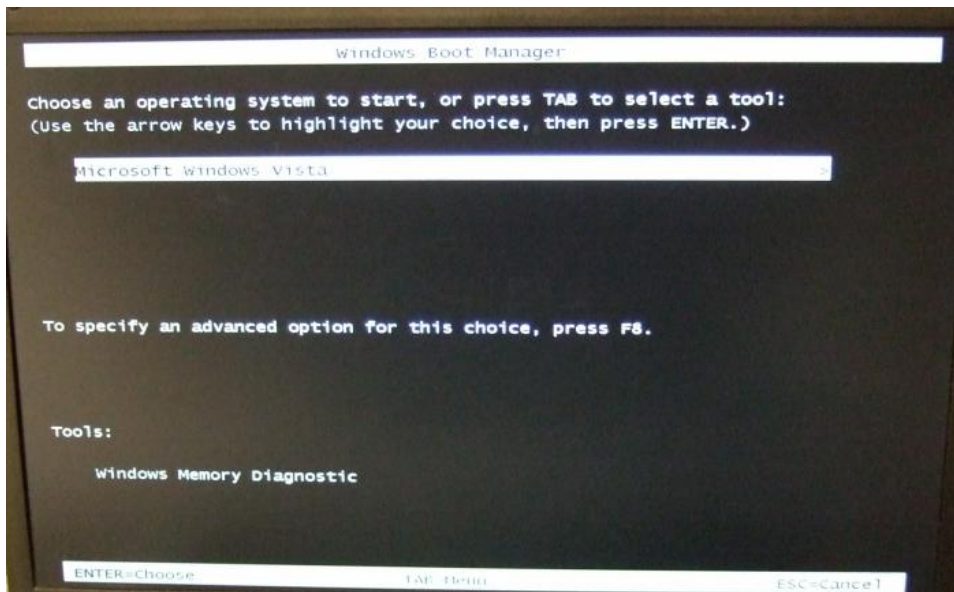 Windows Boot Manager
Choose an operating system to start, or press TAB to select a tool:
(Use the arrow keys to highlight your choice, then press ENTER.)
Microsoft Windows Vista >
To specify an advanced option for this choice, press F8.
Tools:
Windows Memory Diagnostic
ENTER=Choose TAB Menu ESC=Cancel